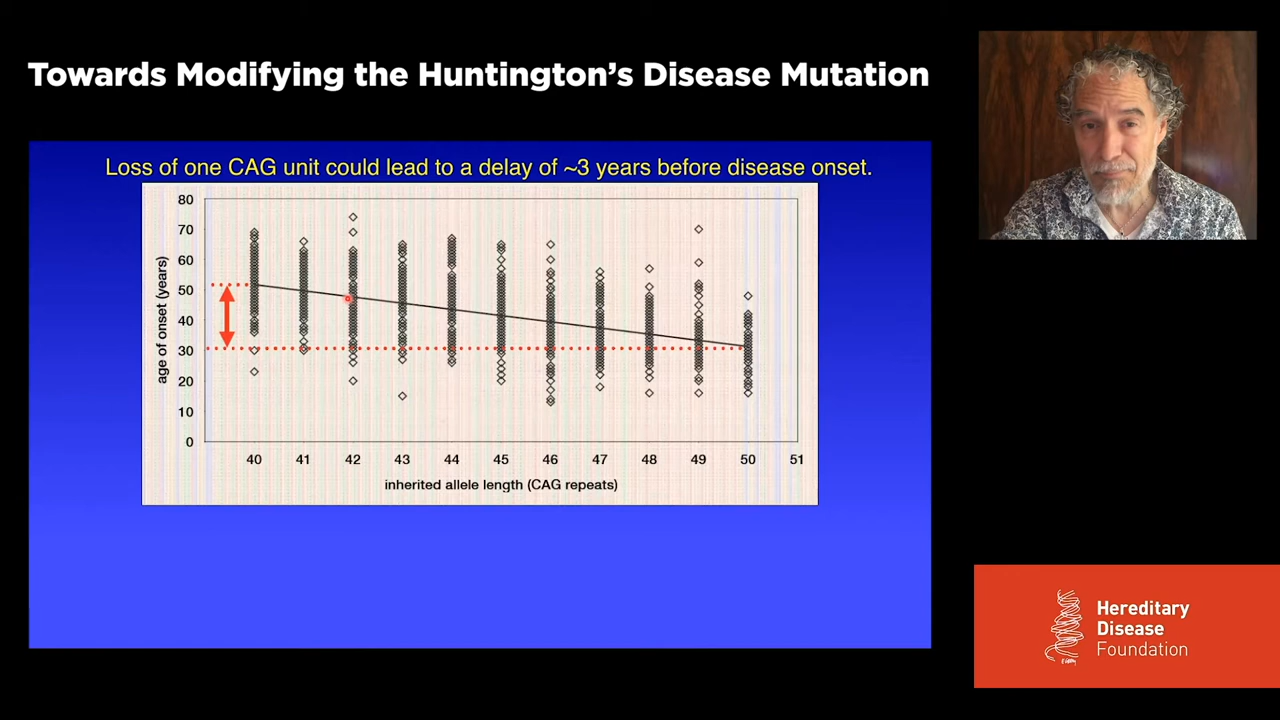 Towards Modifying the Huntington's Disease Mutation
Loss of one CAG unit could lead to a delay of ~3 years before disease onset.
80
70
60
50
40
30
20
10
0
age of onset (years)
40 41 42 43 44 45 46 47 48 49 50 51
inherited allele length (CAG repeats)
Hereditary
Disease
Foundation